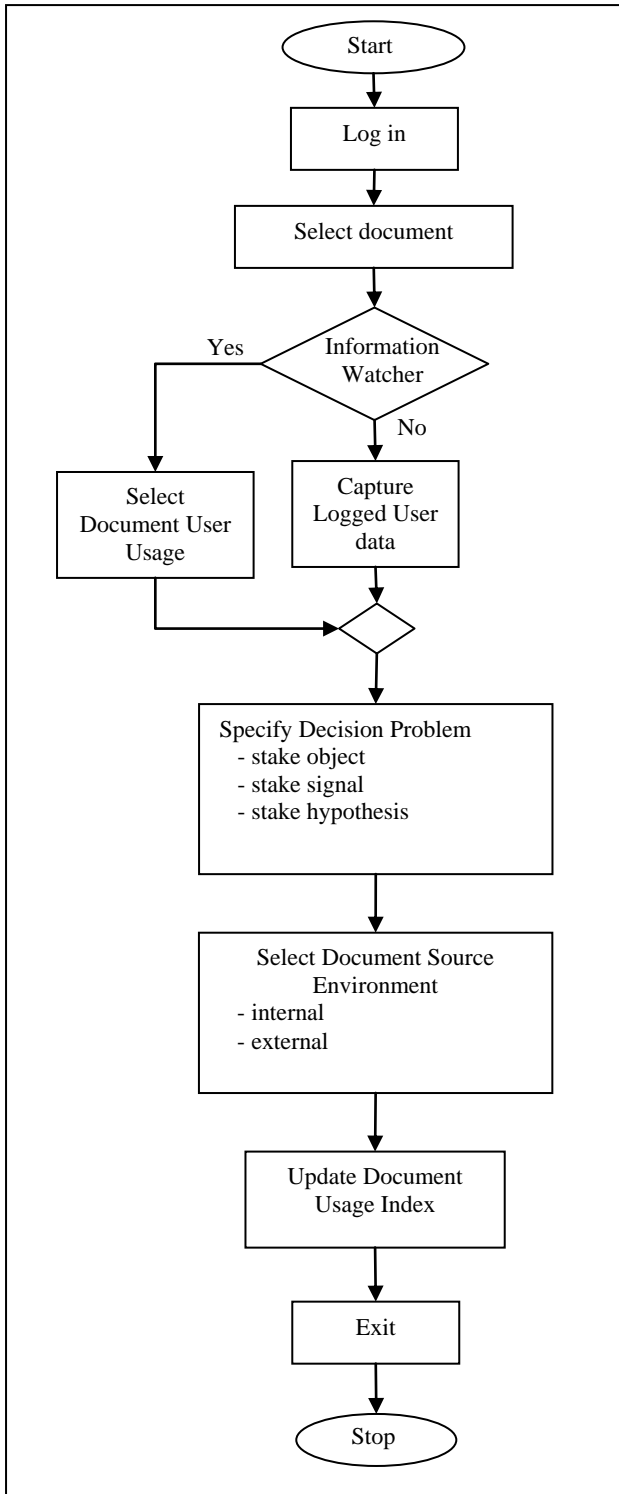 Start
Log in
Select document
Information
Watcher
Yes
No
Select
Document User
Usage
Capture
Logged User
data
Specify Decision Problem
- stake object
- stake signal
- stake hypothesis
Select Document Source
Environment
- internal
- external
Update Document
Usage Index
Exit
Stop